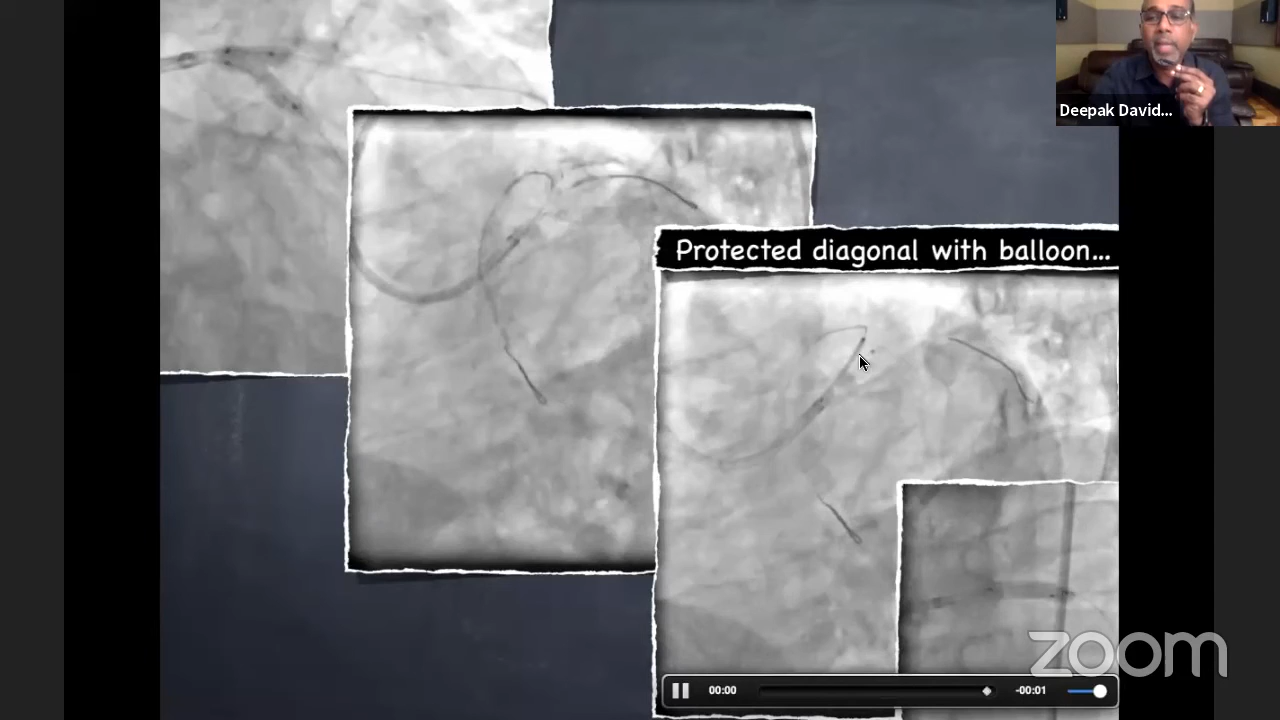 Deepak David...
Protected diagonal with balloon...
00:00
-00:01
zoom